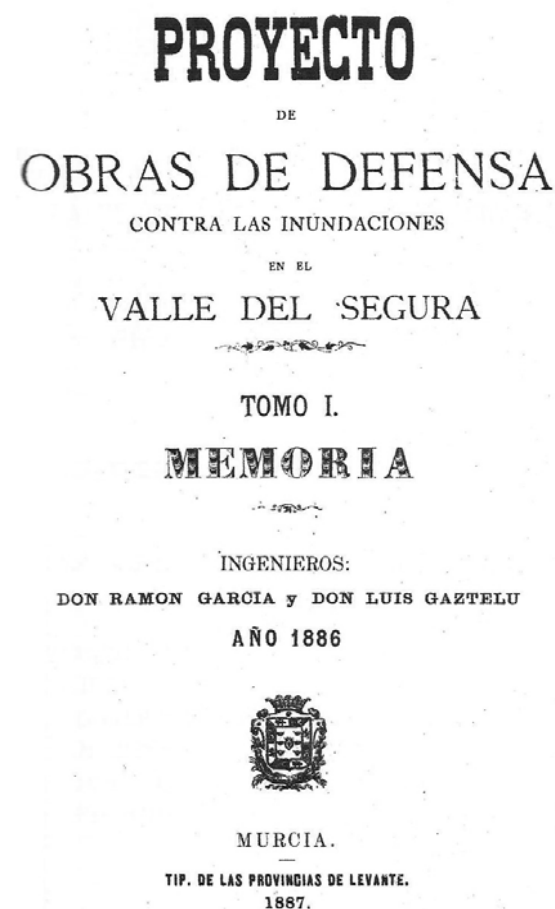 PROYECTO
DE
OBRAS DE DEFENSA
CONTRA LAS INUNDACIONES
EN EL
VALLE DEL SEGURA
TOMO I.
MEMORIA
INGENIEROS:
DON RAMON GARCIA y DON LUIS GAZTELU
AÑO 1886
MURCIA.
TIP. DE LAS PROVINCIAS DE LEVANTE.
1887.